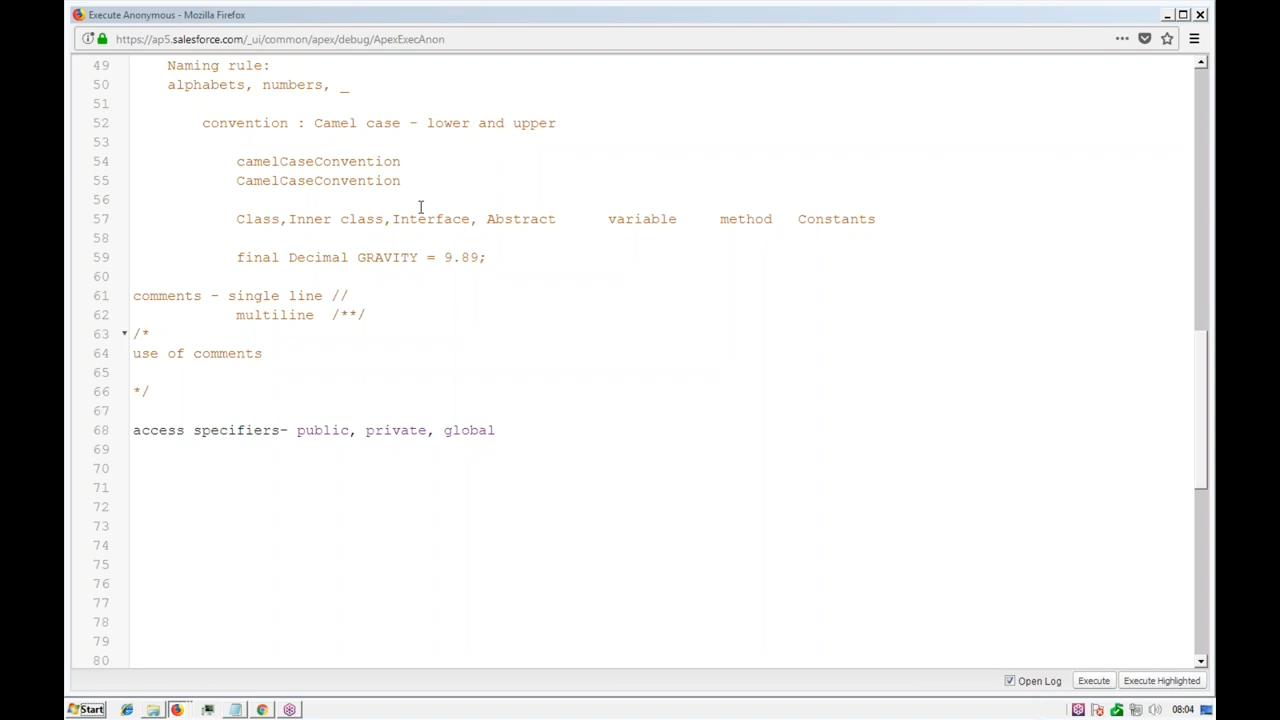 Execute Anonymous - Mozilla Firefox
https://ap5.salesforce.com/_ui/common/apex/debug/ApexExecAnon
49 Naming rule:
50 alphabets, numbers, _
51
52 convention : Camel case - lower and upper
53
54 camelCaseConvention
55 CamelCaseConvention
56
57 Class,Inner class,Interface, Abstract variable method Constants
58
59 final Decimal GRAVITY = 9.89;
60
61 comments - single line //
62 multiline /**/
63 /*
64 use of comments
65
66 */
67
68 access specifiers- public, private, global
69
70
71
72
73
74
75
76
77
78
79
80
Open Log Execute Execute Highlighted
Start 08:04